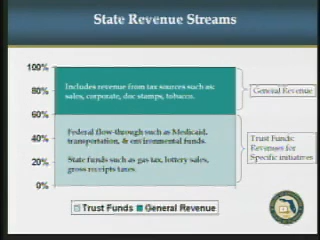 State Revenue Streams
100%
80%
60%
40%
20%
0%
Includes revenue from tax sources such as:
sales, corporate, doc stamps, tobacco.
General Revenue
Federal flow-through such as Medicaid,
transportation, & environmental funds.
State funds such as gas tax, lottery sales,
gross receipts taxes.
Trust Funds:
Revenues for
Specific initiatives
Trust Funds General Revenue